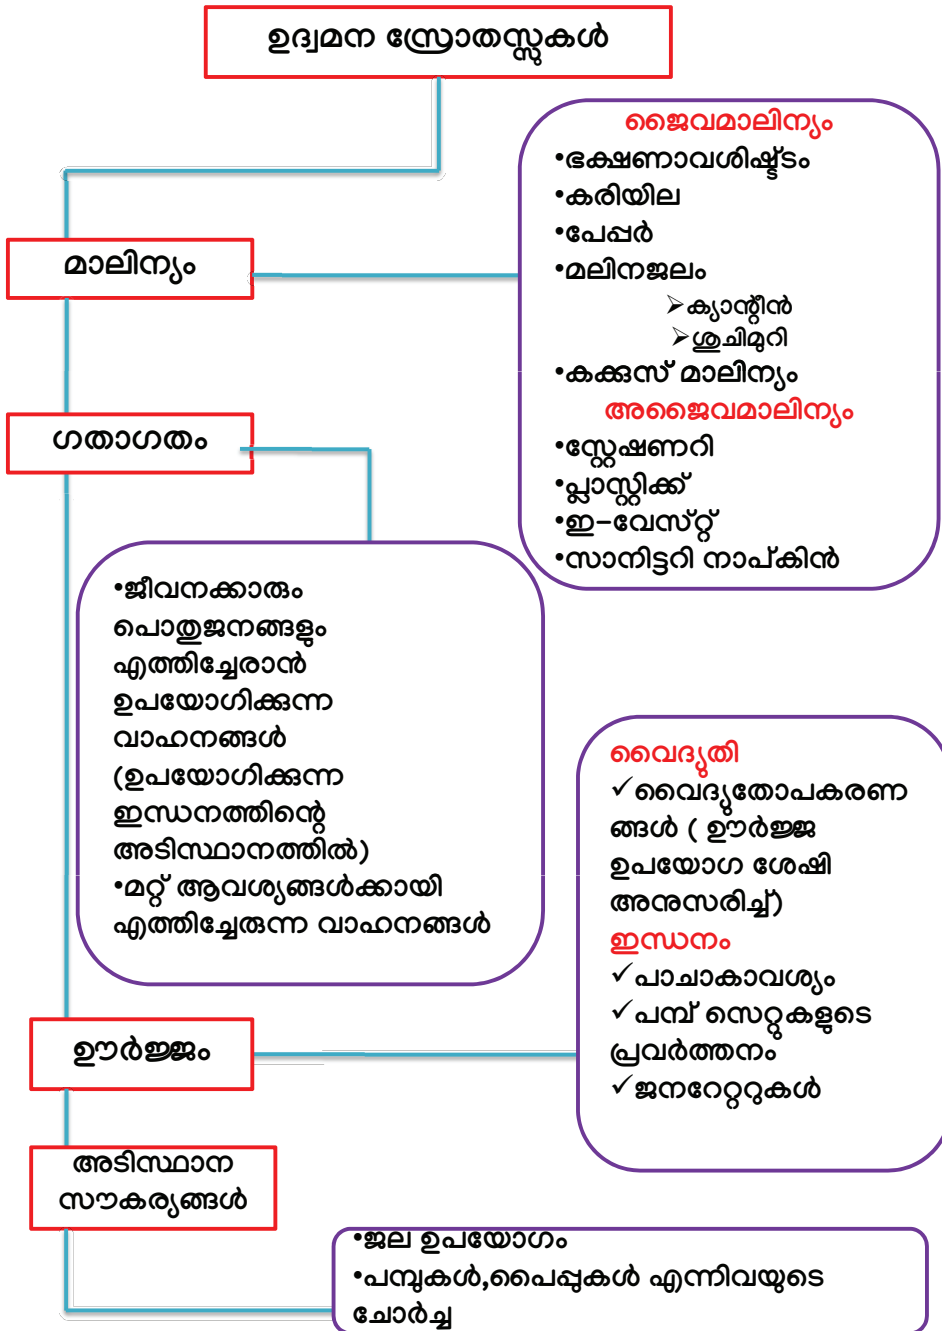 ഉദ്വമന സ്രോതസ്സുകൾ
മാലിന്യം
ജൈവമാലിന്യം
•ഭക്ഷണാവശിഷ്ടം
•കരിയില
•പേപ്പർ
•മലിനജലം
➢ക്യാന്റീൻ
➢ശുചിമുറി
•കക്കുസ് മാലിന്യം
അജൈവമാലിന്യം
•സ്റ്റേഷണറി
•പ്ലാസ്റ്റിക്ക്
•ഇ-വേസ്റ്റ്
•സാനിട്ടറി നാപ്കിൻ
ഗതാഗതം
•ജീവനക്കാരും
പൊതുജനങ്ങളും
എത്തിച്ചേരാൻ
ഉപയോഗിക്കുന്ന
വാഹനങ്ങൾ
(ഉപയോഗിക്കുന്ന
ഇന്ധനത്തിന്റെ
അടിസ്ഥാനത്തിൽ)
•മറ്റ് ആവശ്യങ്ങൾക്കായി
എത്തിച്ചേരുന്ന വാഹനങ്ങൾ
ഊർജ്ജം
വൈദ്യുതി
✓വൈദ്യുതോപകരണ
ങ്ങൾ ( ഊർജ്ജ
ഉപയോഗ ശേഷി
അനുസരിച്ച്)
ഇന്ധനം
✓പാചാകാവശ്യം
✓പമ്പ് സെറ്റുകളുടെ
പ്രവർത്തനം
✓ജനറേറ്ററുകൾ
അടിസ്ഥാന
സൗകര്യങ്ങൾ
•ജല ഉപയോഗം
•പമ്പുകൾ,പൈപ്പുകൾ എന്നിവയുടെ
ചോർച്ച